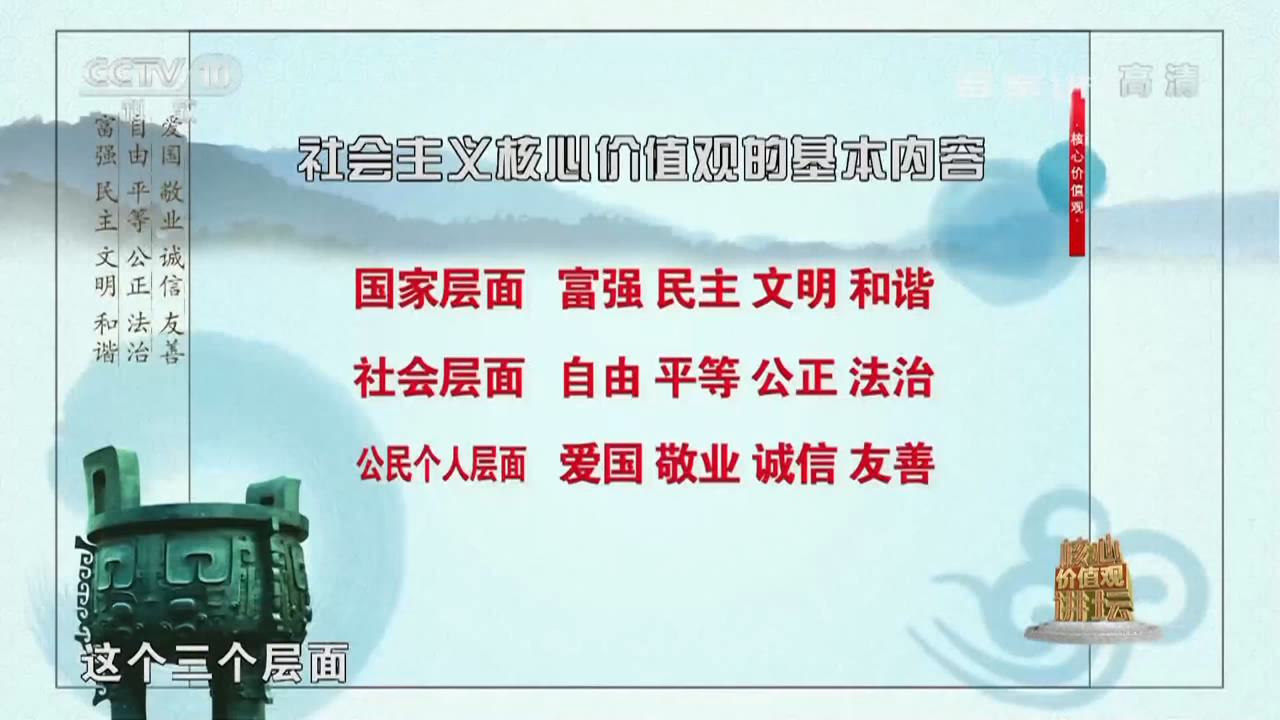 CCTV 10
高清
富强 民主 文明 和谐
自由 平等 公正 法治
爱国 敬业 诚信 友善
社会主义核心价值观的基本内容
·核心价值观·
国家层面 富强 民主 文明 和谐
社会层面 自由 平等 公正 法治
公民个人层面 爱国 敬业 诚信 友善
核心
价值观
讲坛
这个三个层面